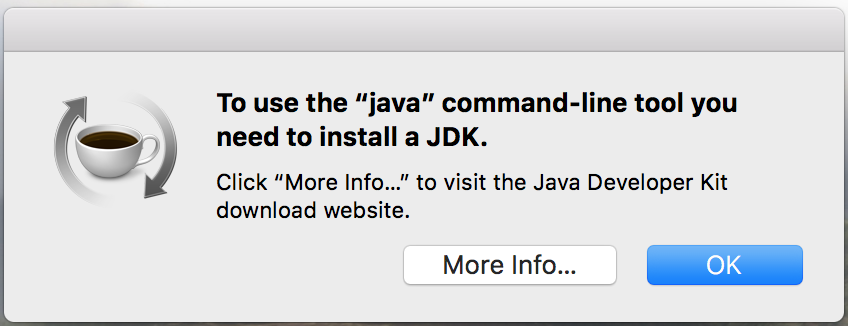 To use the “java” command-line tool you
need to install a JDK.
Click “More Info…” to visit the Java Developer Kit
download website.
More Info...
OK